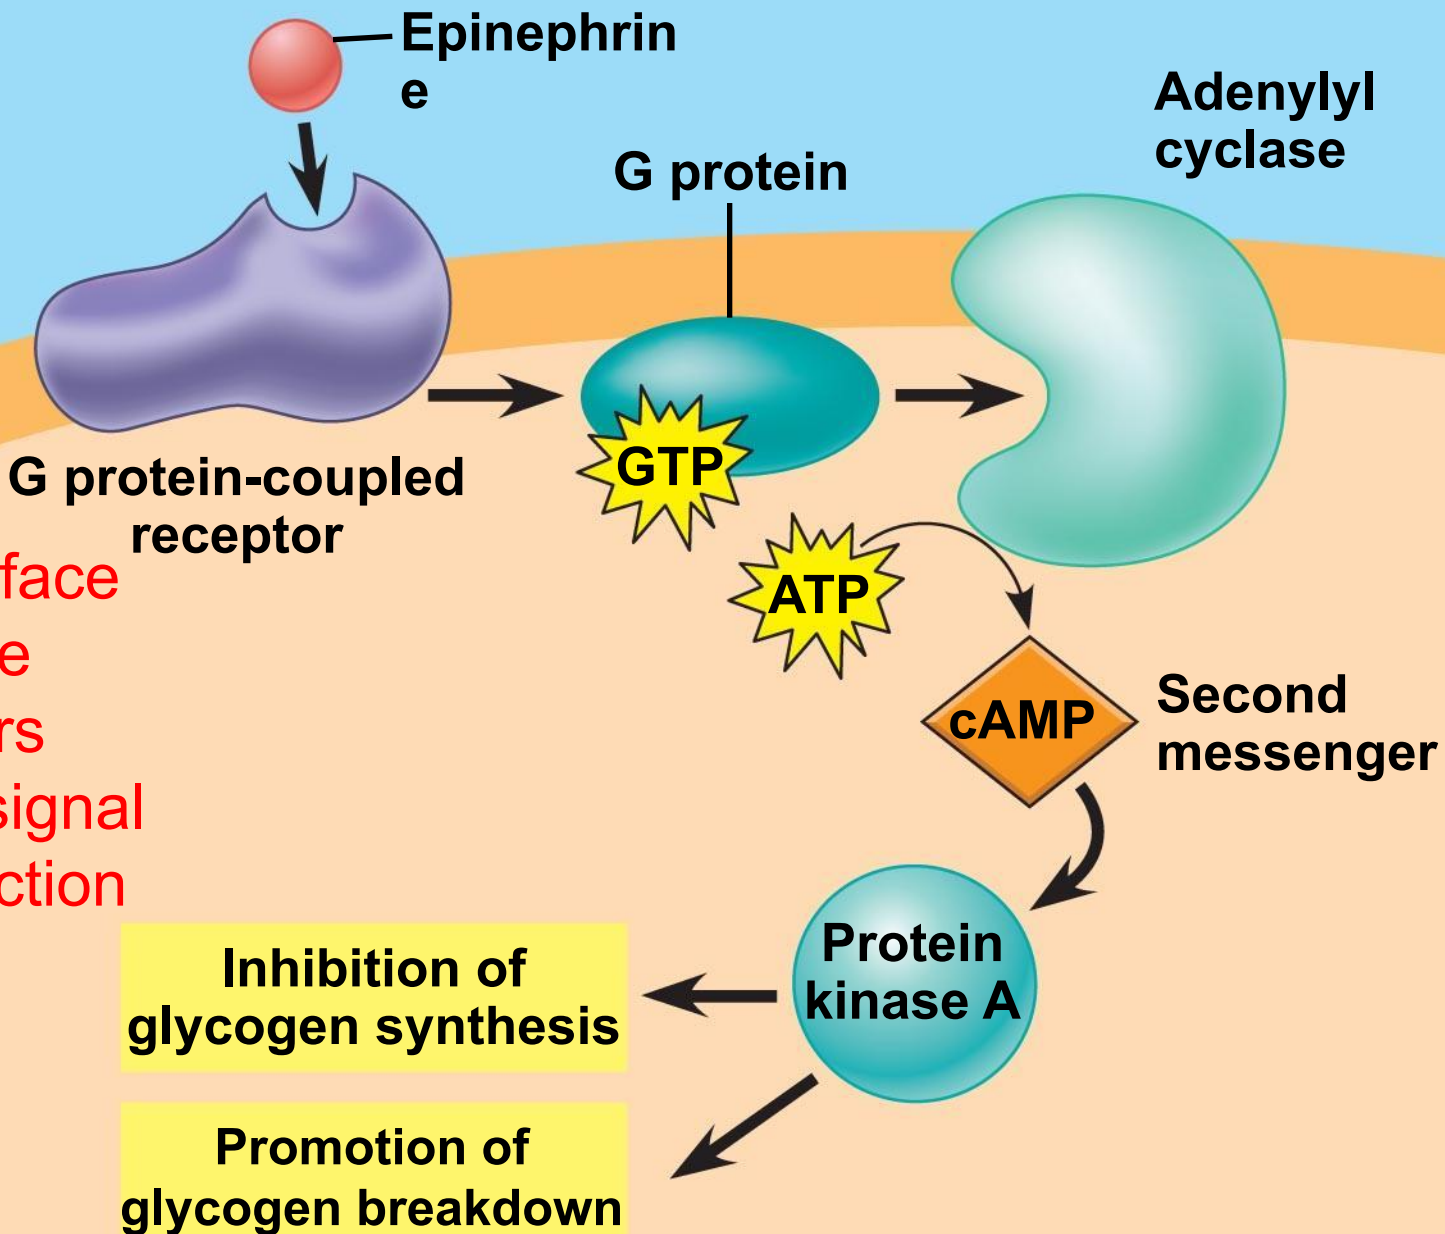 Epinephrin
e
Adenylyl
cyclase
G protein
GTP
G protein-coupled
receptor
face
e
rs
signal
ction
ATP
cAMP
Second
messenger
Protein
kinase A
Inhibition of
glycogen synthesis
Promotion of
glycogen breakdown